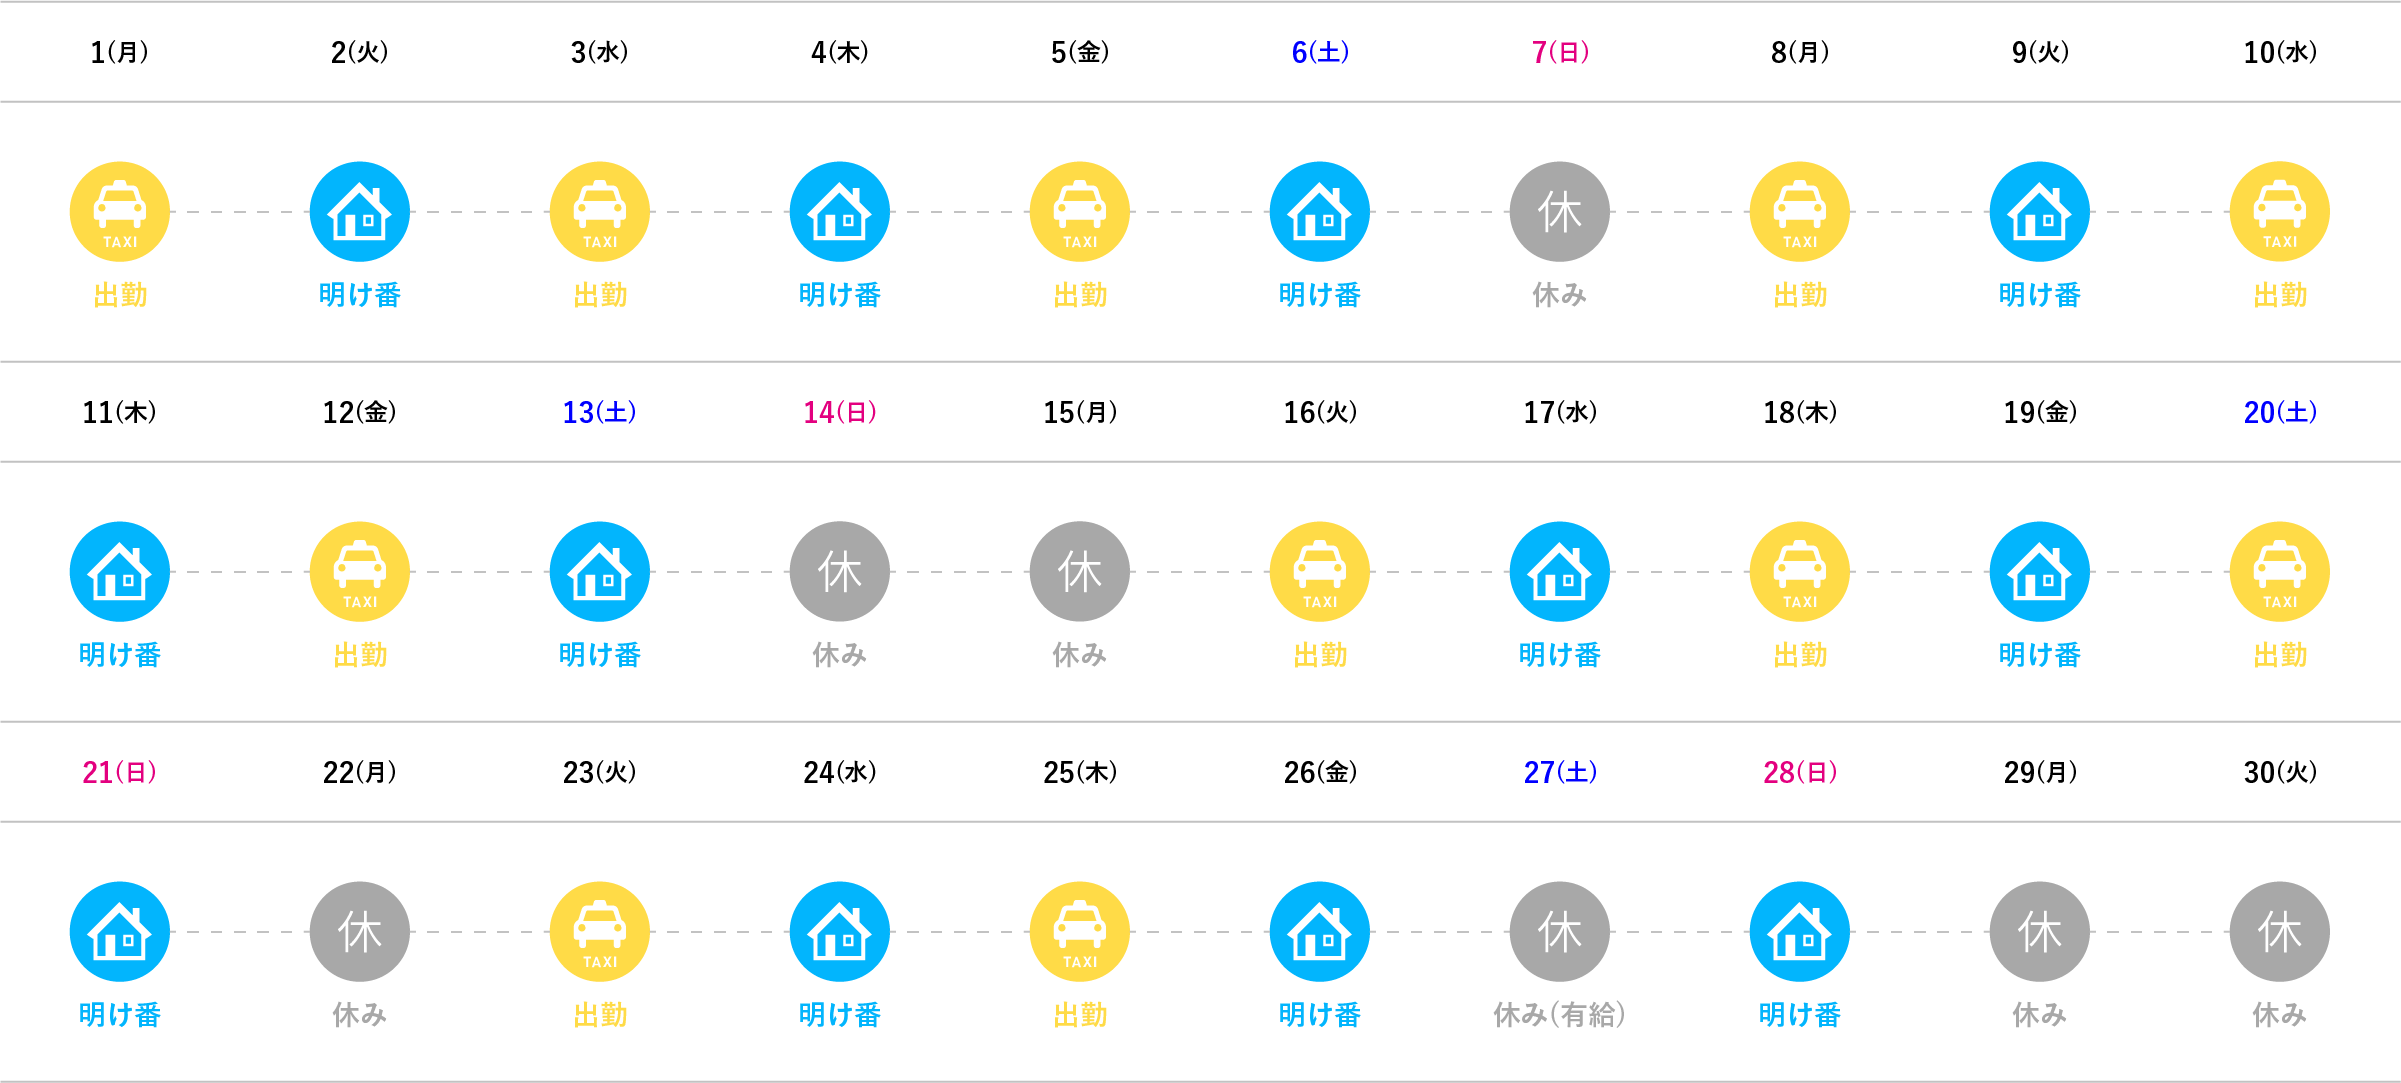 1(月) 2(火) 3(水) 4(木) 5(金) 6(土) 7(日) 8(月) 9(火) 10(水)
TAXI TAXI TAXI 休 TAXI TAXI
出勤 明け番 出勤 明け番 出勤 明け番 休み 出勤 明け番 出勤
11(木) 12(金) 13(土) 14(日) 15(月) 16(火) 17(水) 18(木) 19(金) 20(土)
TAXI 休 休 TAXI TAXI TAXI
明け番 出勤 明け番 休み 休み 出勤 明け番 出勤 明け番 出勤
21(日) 22(月) 23(火) 24(水) 25(木) 26(金) 27(土) 28(日) 29(月) 30(火)
休 TAXI TAXI 休 休 休
明け番 休み 出勤 明け番 出勤 明け番 休み(有給) 明け番 休み 休み